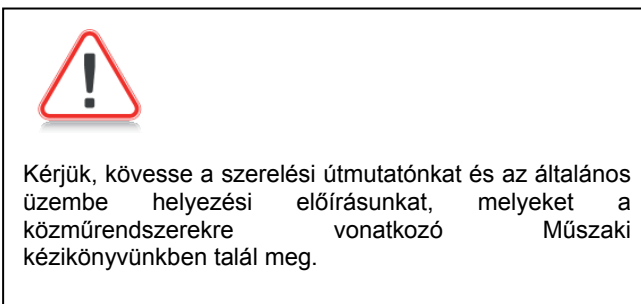 Kérjük, kövesse a szerelési útmutatónkat és az általános
üzembe helyezési előírásunkat, melyeket a
közműrendszerekre vonatkozó Műszaki
kézikönyvünkben talál meg.